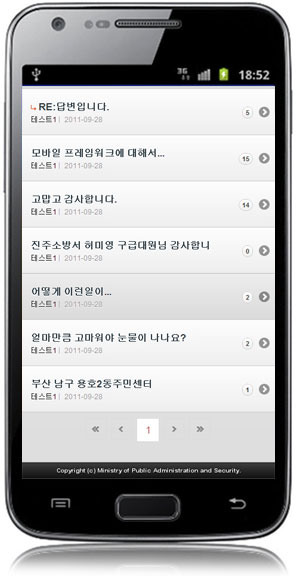 3G 18:52
RE:답변입니다.
테스트1 | 2011-09-28
5
모바일 프레임워크에 대해서...
테스트1 | 2011-09-28
15
고맙고 감사합니다.
테스트1 | 2011-09-28
14
진주소방서 허미영 구급대원님 감사합니
테스트1 | 2011-09-28
0
어떻게 이런일이...
테스트1 | 2011-09-28
2
얼마만큼 고마워야 눈물이 나나요?
테스트1 | 2011-09-28
2
부산 남구 용호2동주민센터
테스트1 | 2011-09-28
1
« ‹ 1 › »
Copyright (c) Ministry of Public Administration and Security.